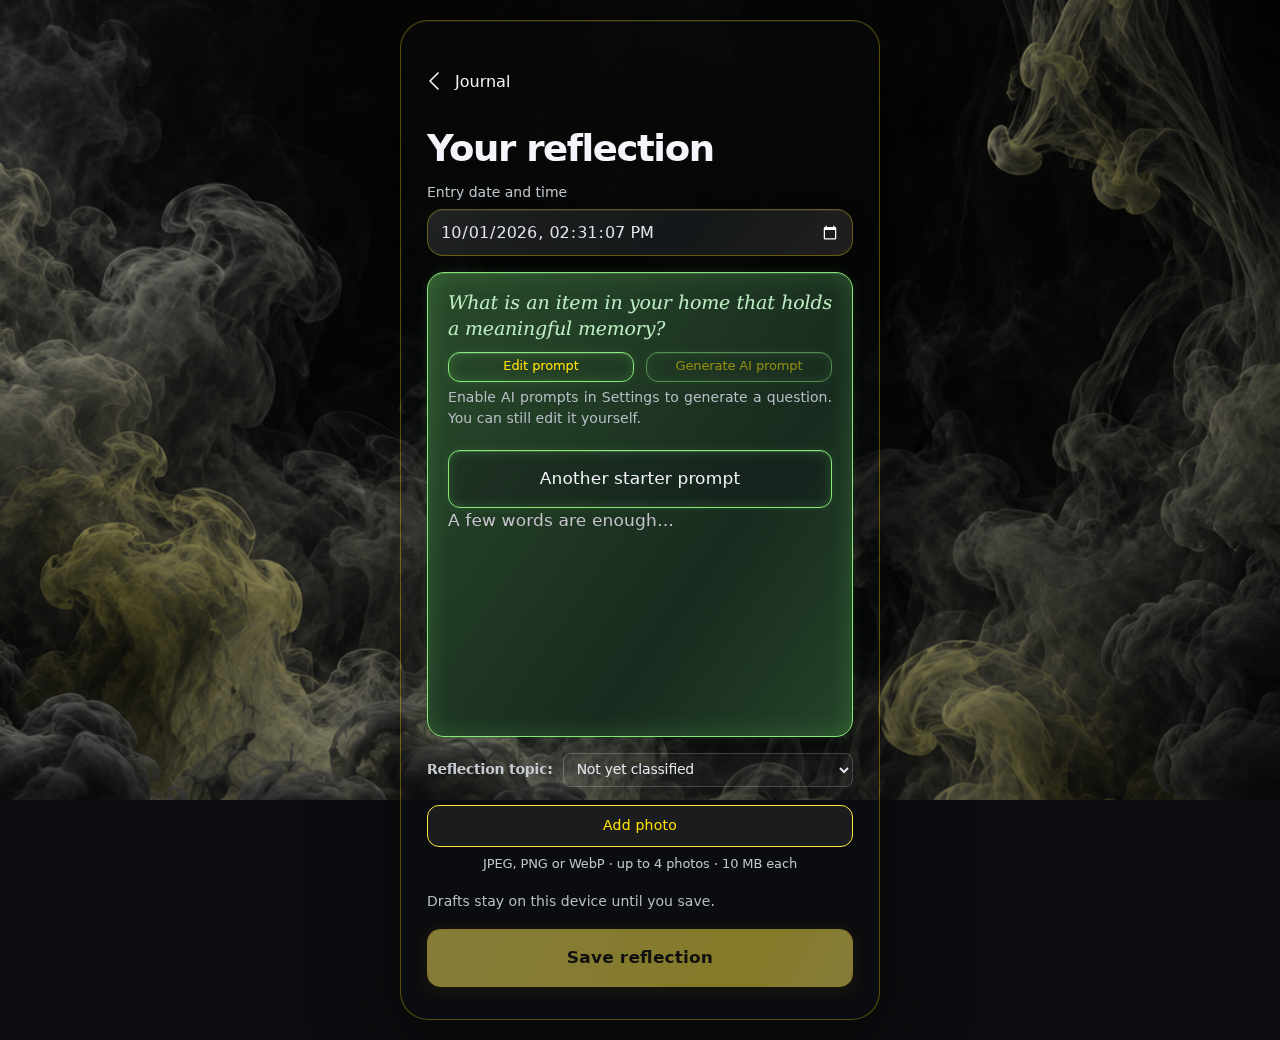 Journal
Your reflection
Entry date and time
10/01/2026, 02:31:07 PM
What is an item in your home that holds
a meaningful memory?
Edit prompt
Generate AI prompt
Enable AI prompts in Settings to generate a question.
You can still edit it yourself.
Another starter prompt
A few words are enough…
Reflection topic:
Not yet classified
Add photo
JPEG, PNG or WebP · up to 4 photos · 10 MB each
Drafts stay on this device until you save.
Save reflection